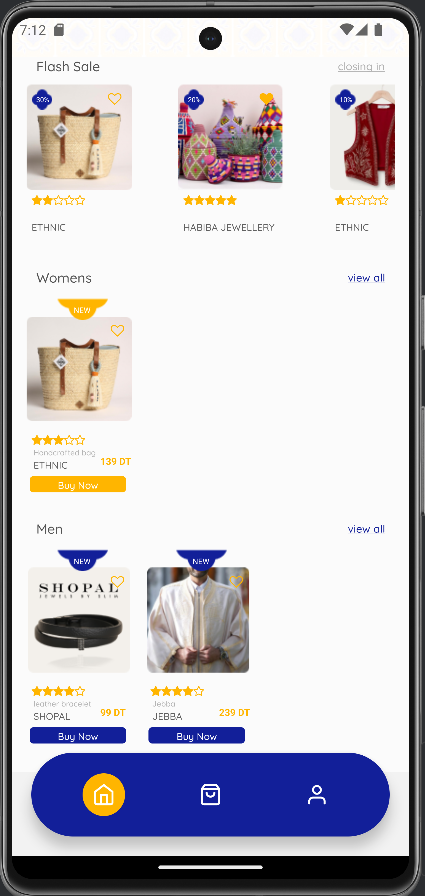 7:12
Flash Sale
closing in
30%
20%
10%
ETHNIC
HABIBA JEWELLERY
ETHNIC
Womens
view all
NEW
Handcrafted bag
ETHNIC
139 DT
Buy Now
Men
view all
NEW
NEW
SHOPAL
JEWELS BY SLIM
leather bracelet
SHOPAL
99 DT
Jebba
JEBBA
239 DT
Buy Now
Buy Now